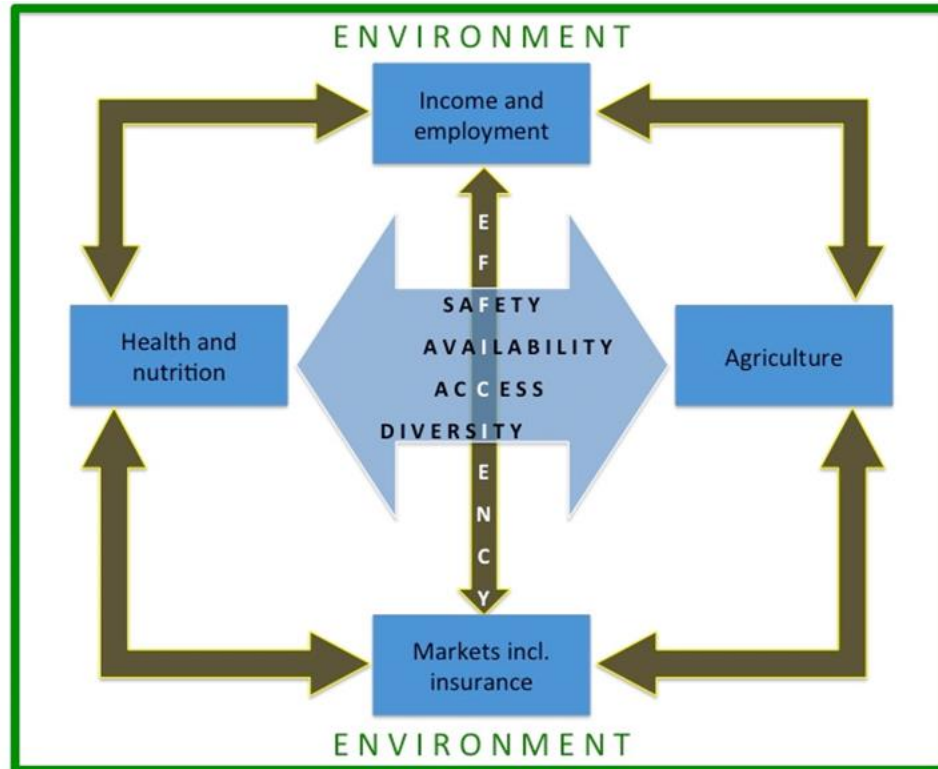 ENVIRONMENT
Income and
employment
EFFICIENCY
SAFETY
AVAILABILITY
ACCESS
DIVERSITY
Health and
nutrition
Agriculture
Markets incl.
insurance
ENVIRONMENT